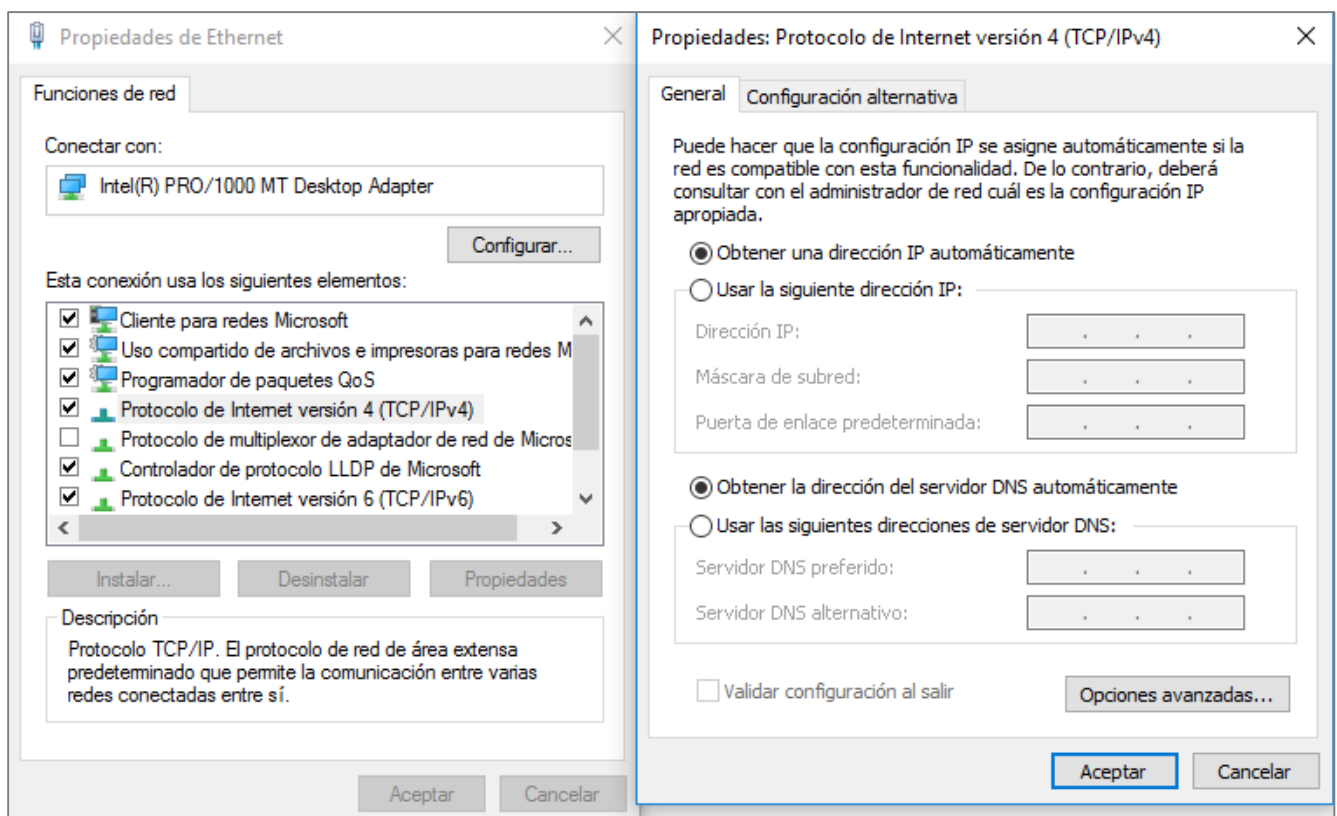 Propiedades de Ethernet
Funciones de red
Conectar con:
Intel(R) PRO/1000 MT Desktop Adapter
Configurar...
Esta conexión usa los siguientes elementos:
Cliente para redes Microsoft
Uso compartido de archivos e impresoras para redes M
Programador de paquetes QoS
Protocolo de Internet versión 4 (TCP/IPv4)
Protocolo de multiplexor de adaptador de red de Micros
Controlador de protocolo LLDP de Microsoft
Protocolo de Internet versión 6 (TCP/IPv6)
Instalar... Desinstalar Propiedades
Descripción
Protocolo TCP/IP. El protocolo de red de área extensa
predeterminado que permite la comunicación entre varias
redes conectadas entre sí.
Aceptar Cancelar
Propiedades: Protocolo de Internet versión 4 (TCP/IPv4)
General Configuración alternativa
Puede hacer que la configuración IP se asigne automáticamente si la
red es compatible con esta funcionalidad. De lo contrario, deberá
consultar con el administrador de red cuál es la configuración IP
apropiada.
Obtener una dirección IP automáticamente
Usar la siguiente dirección IP:
Dirección IP: . . .
Máscara de subred: . . .
Puerta de enlace predeterminada: . . .
Obtener la dirección del servidor DNS automáticamente
Usar las siguientes direcciones de servidor DNS:
Servidor DNS preferido: . . .
Servidor DNS alternativo: . . .
Validar configuración al salir
Opciones avanzadas...
Aceptar Cancelar